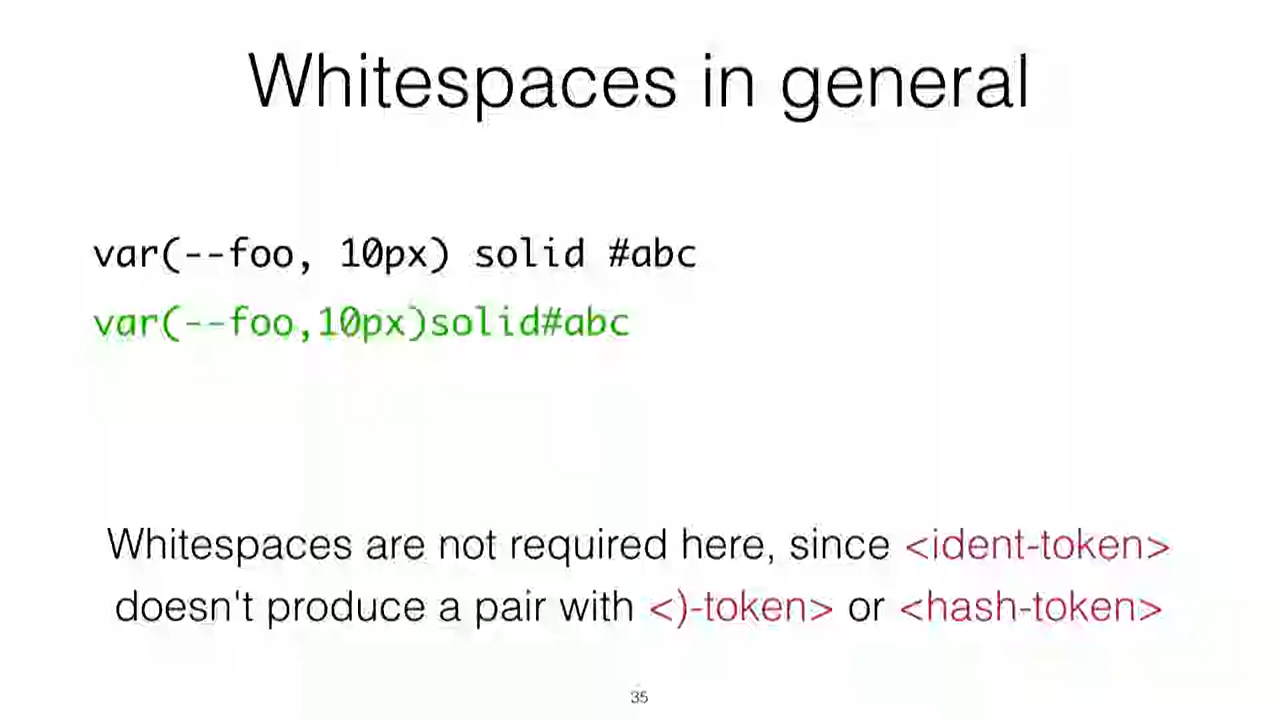 Whitespaces in general
var(--foo, 10px) solid #abc
var(--foo,10px)solid#abc
Whitespaces are not required here, since <ident-token>
doesn't produce a pair with <)-token> or <hash-token>
35